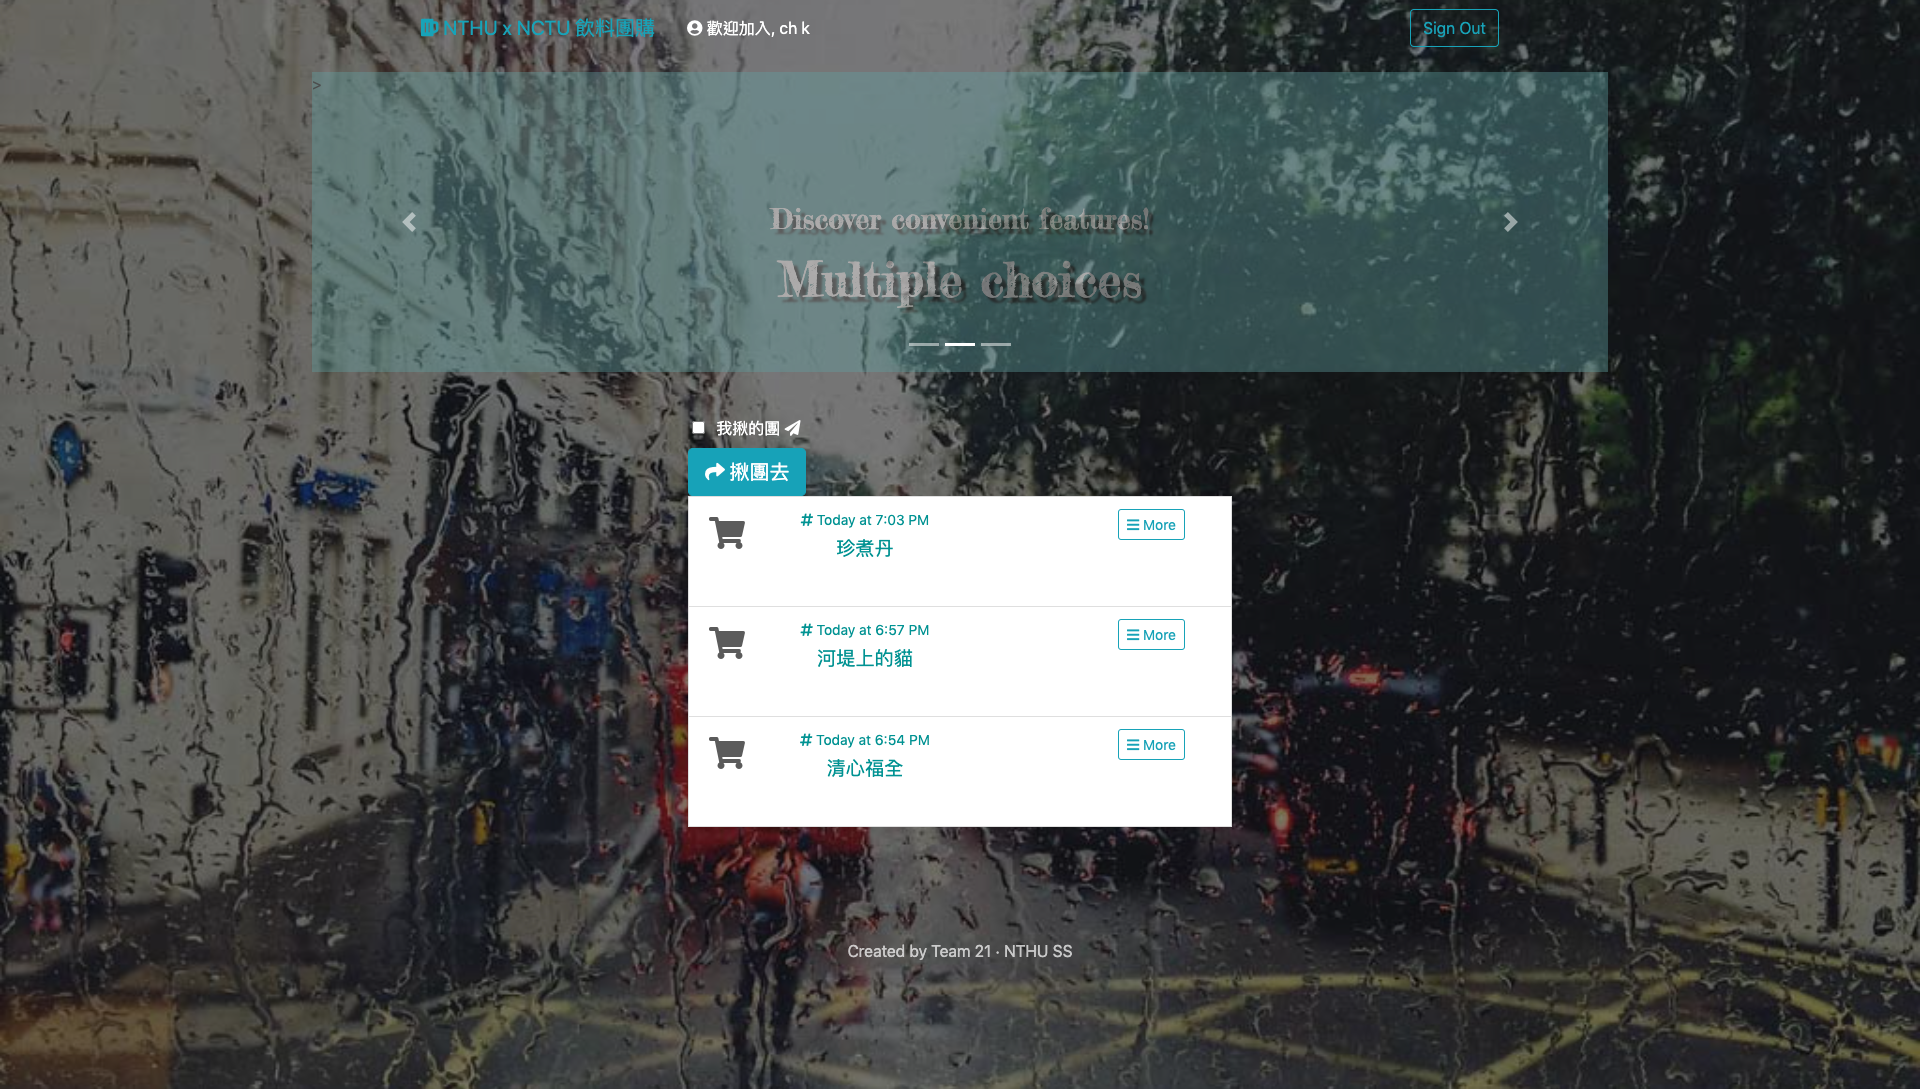 NTHU x NCTU 飲料團購
歡迎加入, ch k
Sign Out
>
Discover convenient features!
Multiple choices
我揪的團
揪團去
# Today at 7:03 PM
珍煮丹
More
# Today at 6:57 PM
河堤上的貓
More
# Today at 6:54 PM
清心福全
More
Created by Team 21 · NTHU SS